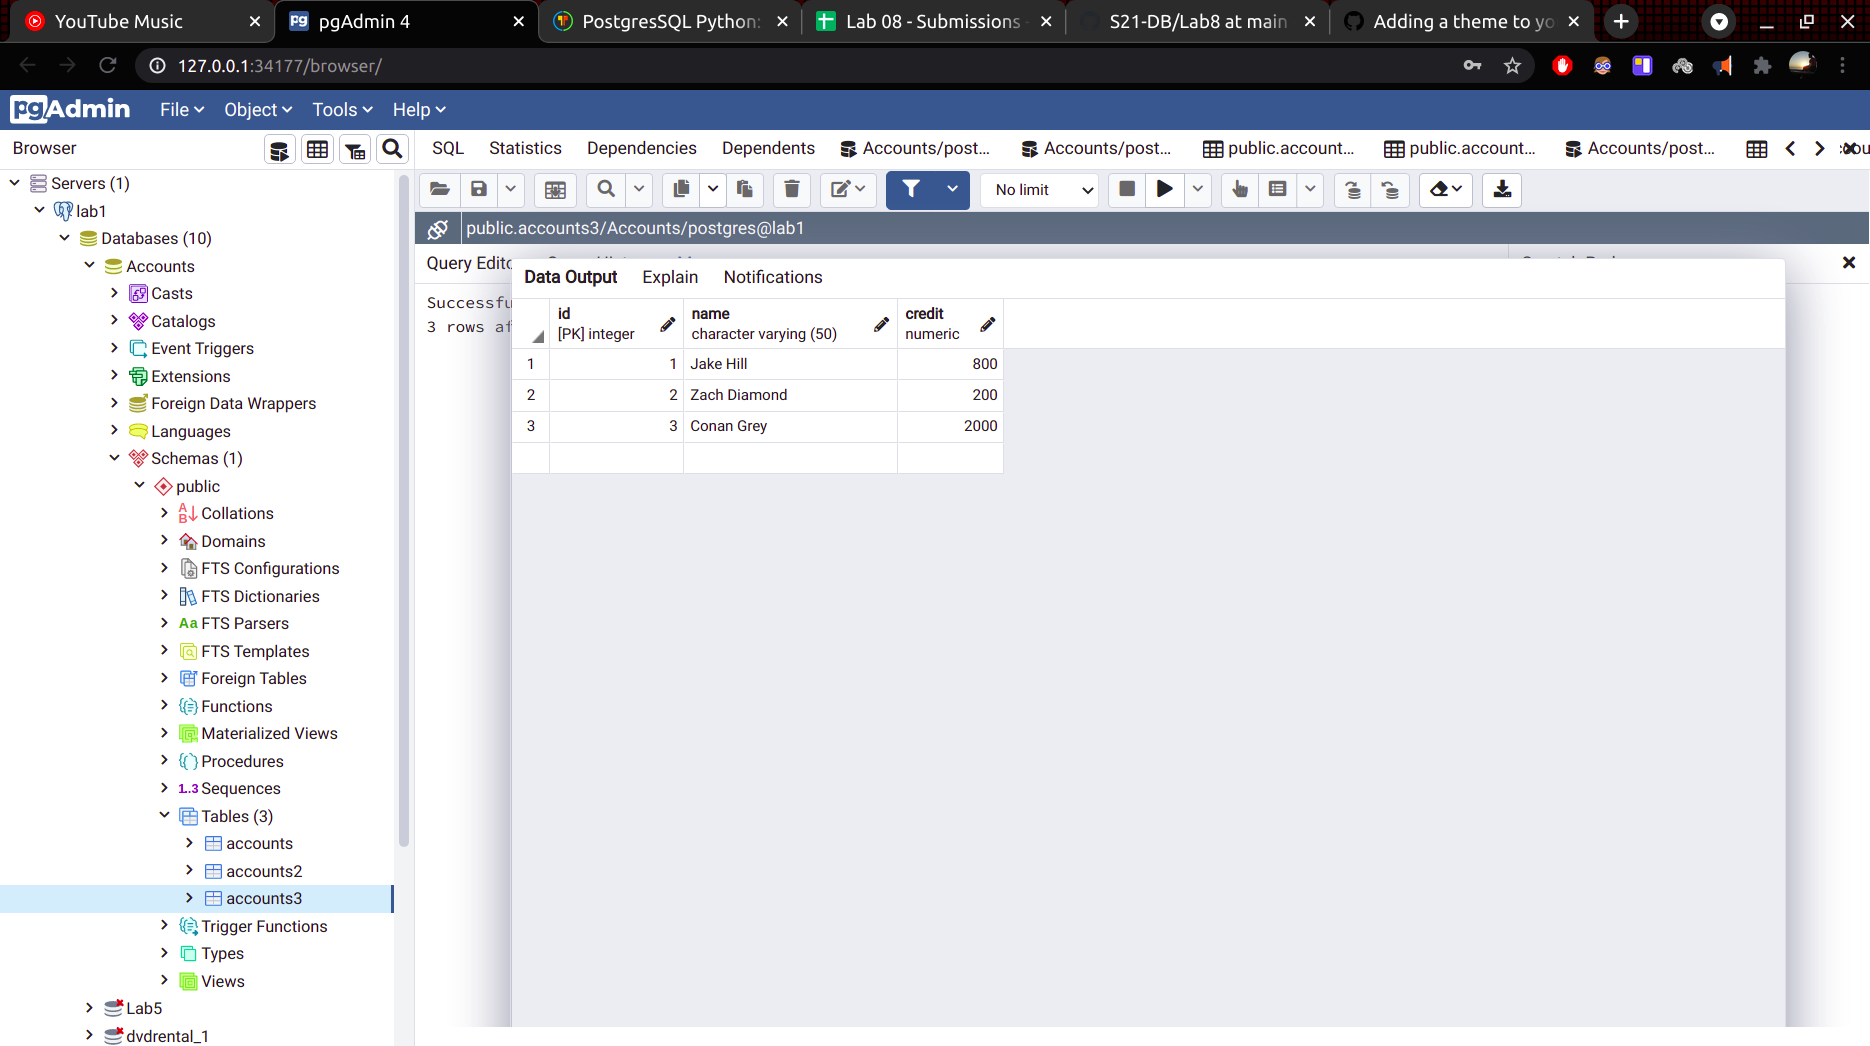 YouTube Music
pgAdmin 4
PostgresSQL Python:
Lab 08 - Submissions -
S21-DB/Lab8 at main
Adding a theme to yo
127.0.0.1:34177/browser/
pgAdmin
File
Object
Tools
Help
Browser
SQL
Statistics
Dependencies
Dependents
Accounts/post...
Accounts/post...
public.account...
public.account...
Accounts/post...
No limit
public.accounts3/Accounts/postgres@lab1
Servers (1)
lab1
Databases (10)
Accounts
Casts
Catalogs
Event Triggers
Extensions
Foreign Data Wrappers
Languages
Schemas (1)
public
Collations
Domains
FTS Configurations
FTS Dictionaries
Aa FTS Parsers
FTS Templates
Foreign Tables
Functions
Materialized Views
Procedures
1..3 Sequences
Tables (3)
accounts
accounts2
accounts3
Trigger Functions
Types
Views
Lab5
dvdrental_1
Query Edito
Successfu
3 rows af
Data Output
Explain
Notifications
id
[PK] integer
name
character varying (50)
credit
numeric
1 1 Jake Hill 800
2 2 Zach Diamond 200
3 3 Conan Grey 2000